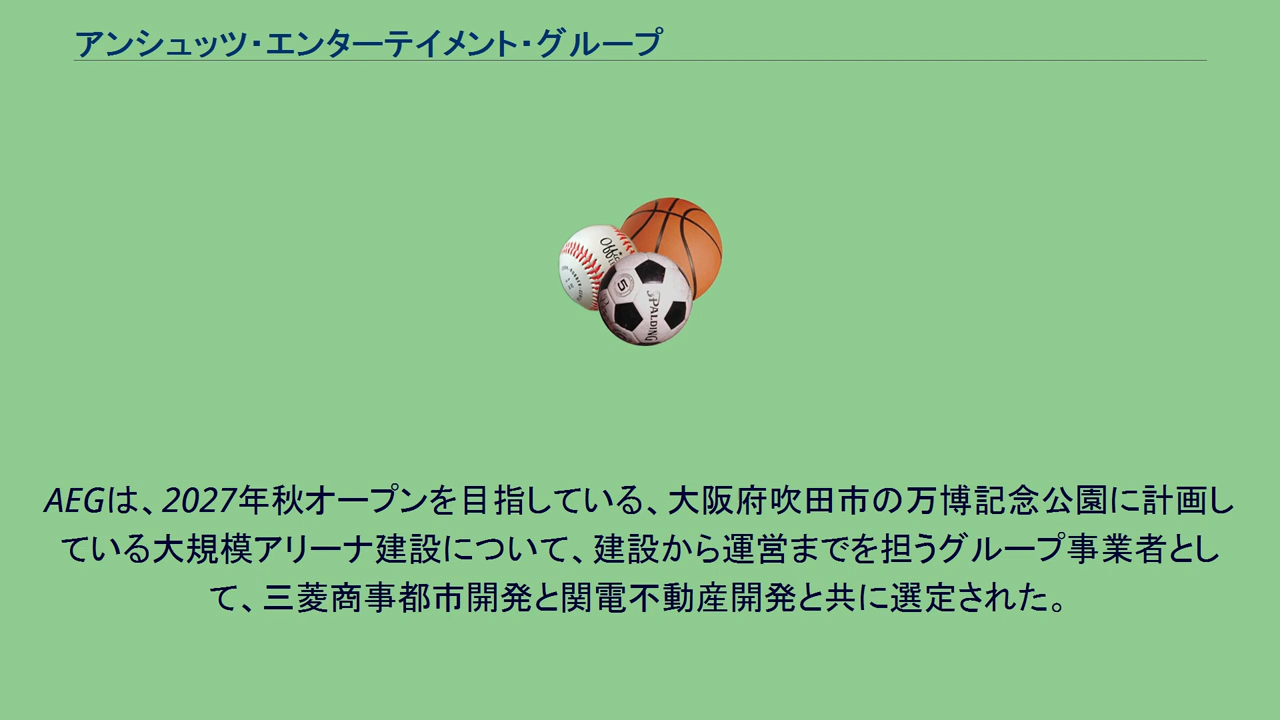 アンシュッツ・エンターテイメント・グループ
Offici
5
SPALDING
AEGは、2027年秋オープンを目指している、大阪府吹田市の万博記念公園に計画し
ている大規模アリーナ建設について、建設から運営までを担うグループ事業者とし
て、三菱商事都市開発と関電不動産開発と共に選定された。